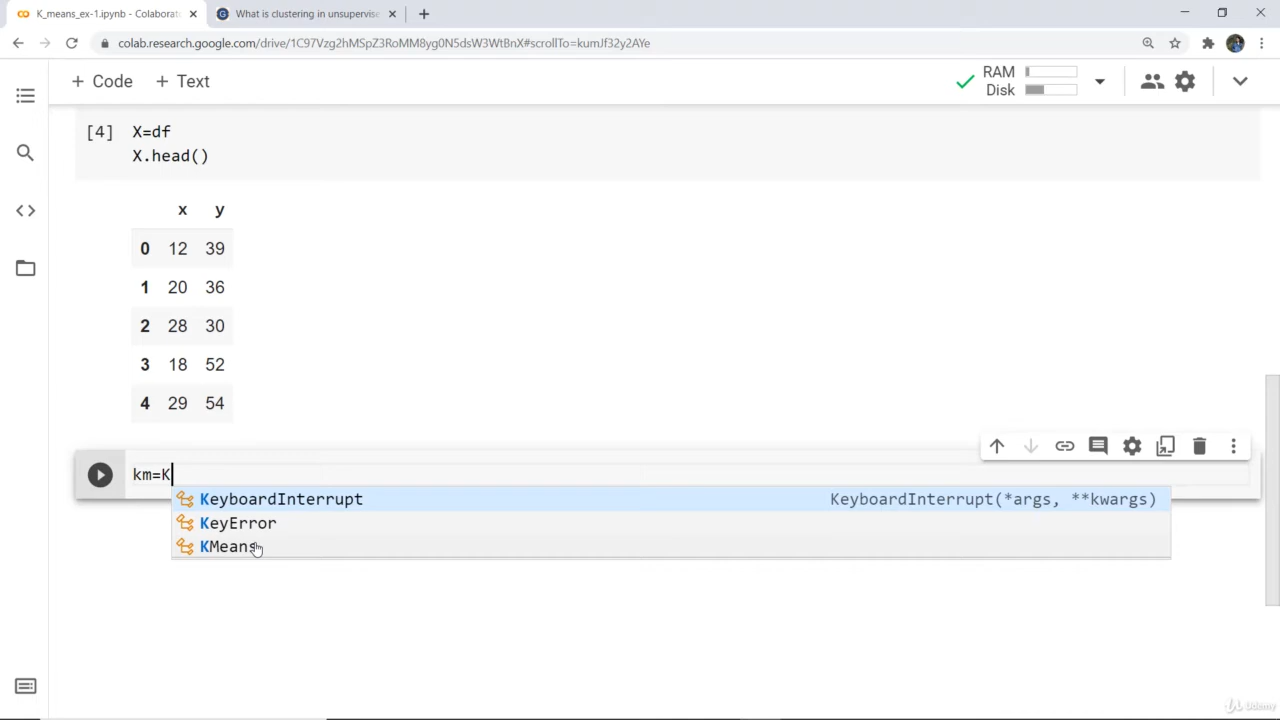 K_means_ex-1.ipynb - Colaborat
What is clustering in unsupervise
colab.research.google.com/drive/1C97Vzg2hMSpZ3RoMM8yg0N5dsW3WtBnX#scrollTo=kumJf32y2AYe
+ Code + Text
RAM
Disk
[4] X=df
X.head()
x y
0 12 39
1 20 36
2 28 30
3 18 52
4 29 54
km=K
KeyboardInterrupt KeyboardInterrupt(*args, **kwargs)
KeyError
KMeans
Udemy